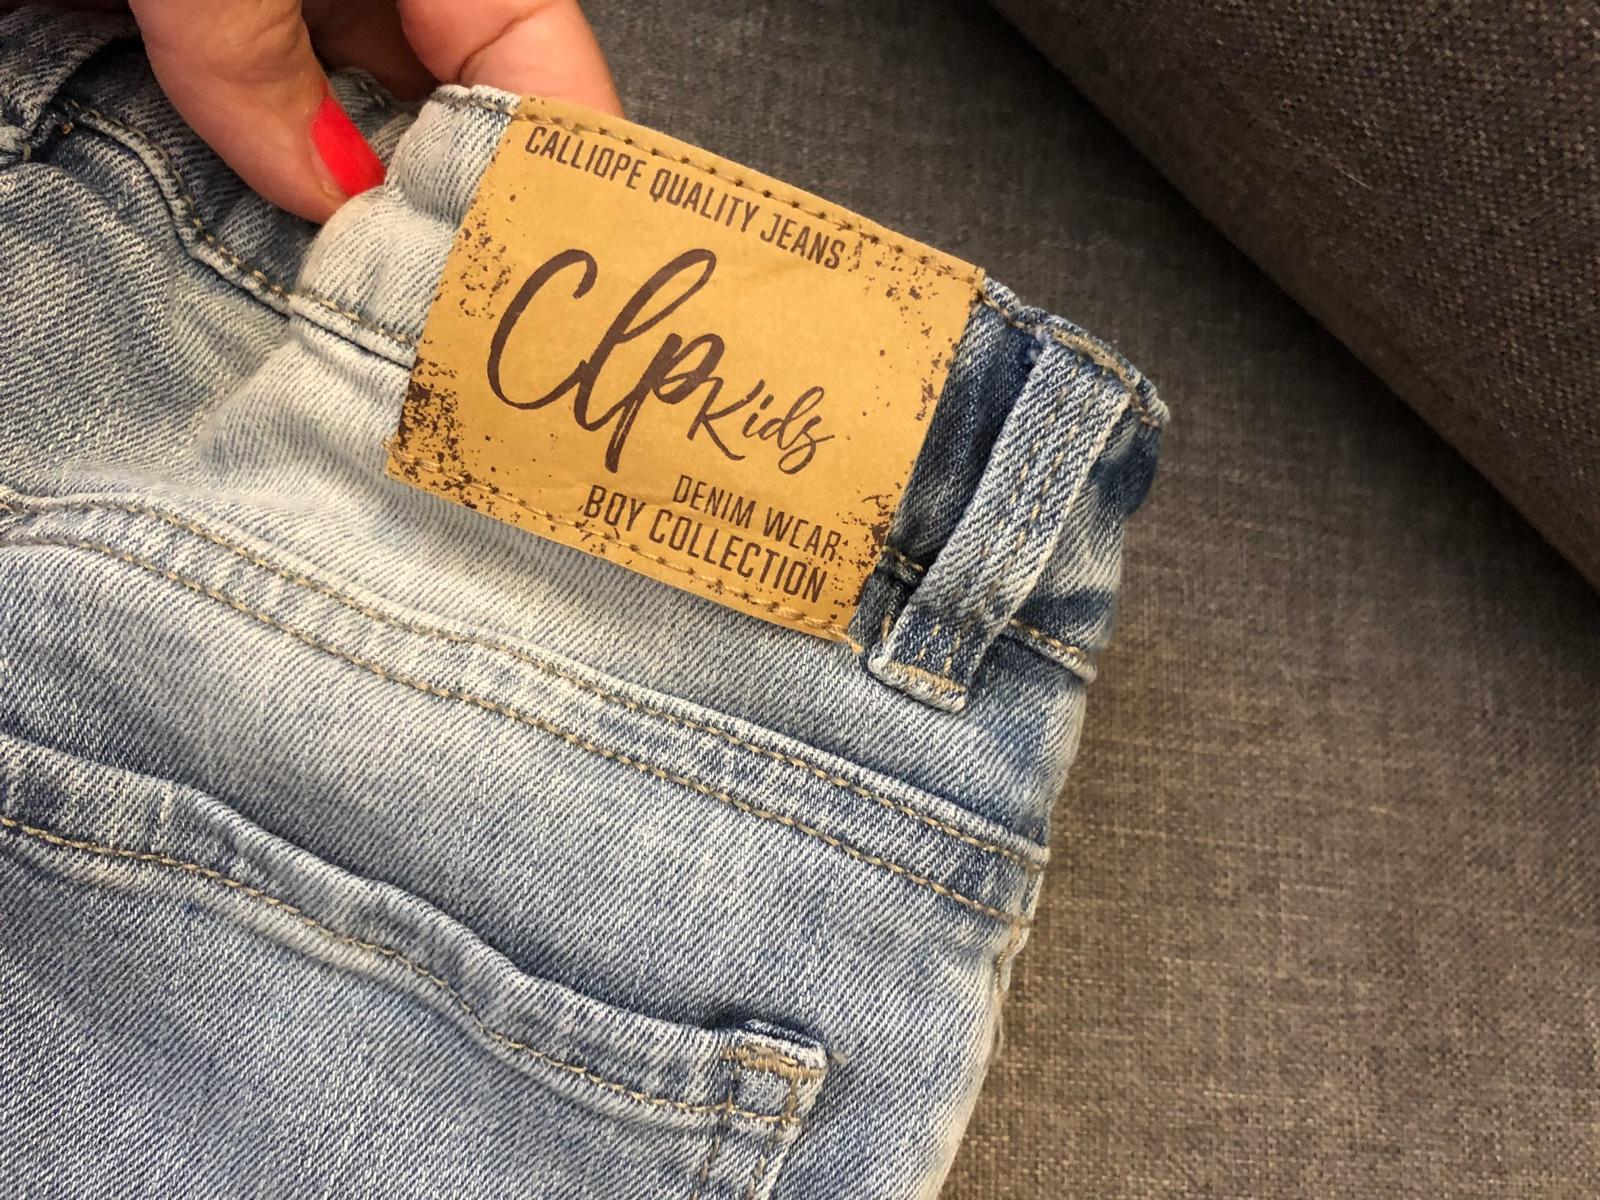 CALLIOPE QUALITY JEANS
Clp Kids
DENIM WEAR
BOY COLLECTION